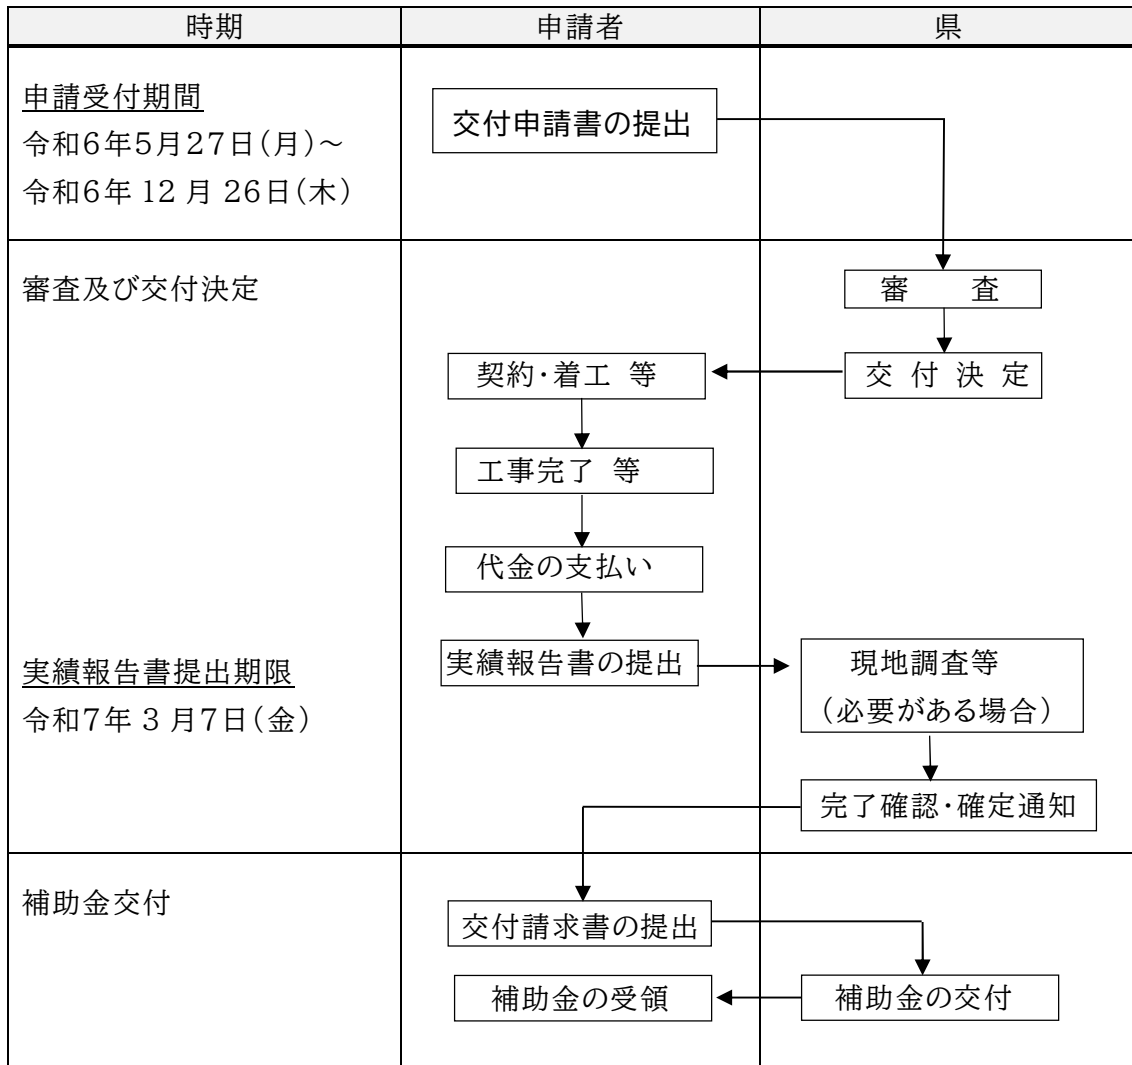 時期 申請者 県
申請受付期間
令和6年5月27日(月)～
令和6年 12 月 26日(木)
交付申請書の提出
審査及び交付決定
審 査
交 付 決 定
契約・着工 等
工事完了 等
代金の支払い
実績報告書の提出
実績報告書提出期限
令和7年 3 月7日(金)
現地調査等
(必要がある場合)
完了確認・確定通知
補助金交付
交付請求書の提出
補助金の交付
補助金の受領